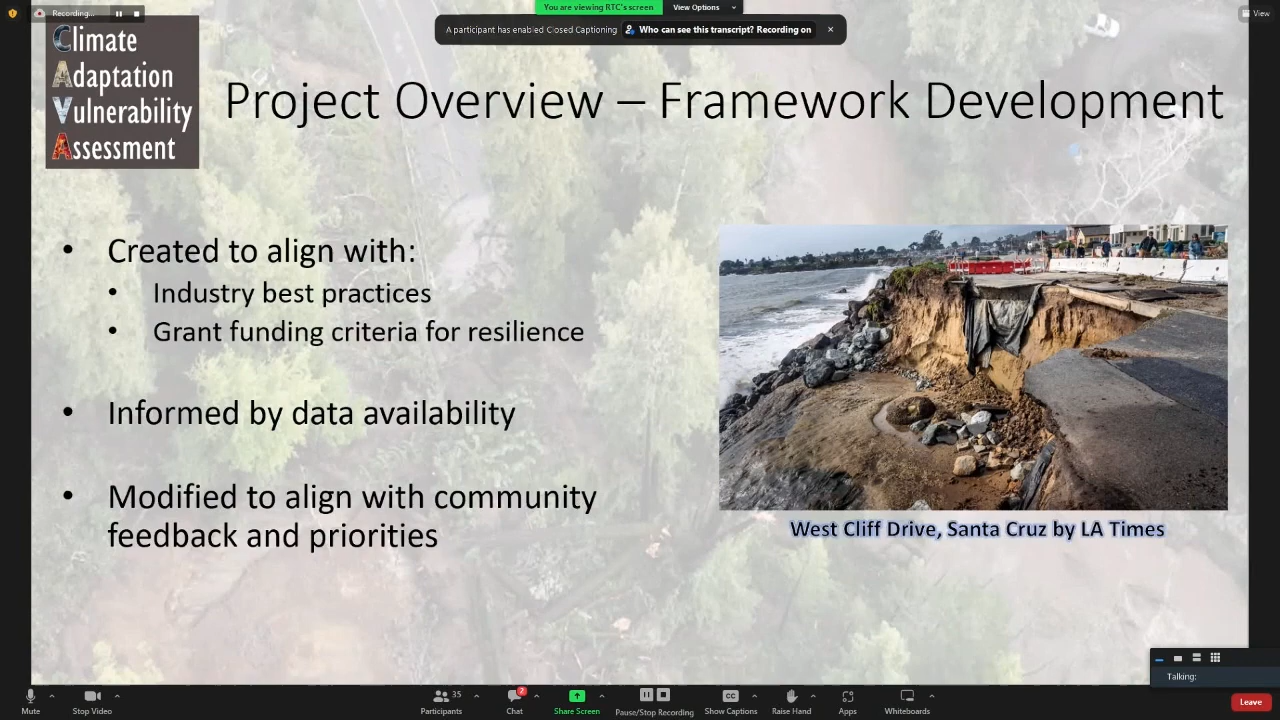 Recording...
You are viewing RTC's screen
View Options
View
A participant has enabled Closed Captioning
Who can see this transcript? Recording on
Climate
Adaptation
Vulnerability
Assessment
Project Overview – Framework Development
• Created to align with:
• Industry best practices
• Grant funding criteria for resilience
• Informed by data availability
• Modified to align with community
feedback and priorities
West Cliff Drive, Santa Cruz by LA Times
Talking:
35
2
Mute
Stop Video
Participants
Chat
Share Screen
Pause/Stop Recording
CC
Show Captions
Raise Hand
Apps
Whiteboards
Leave